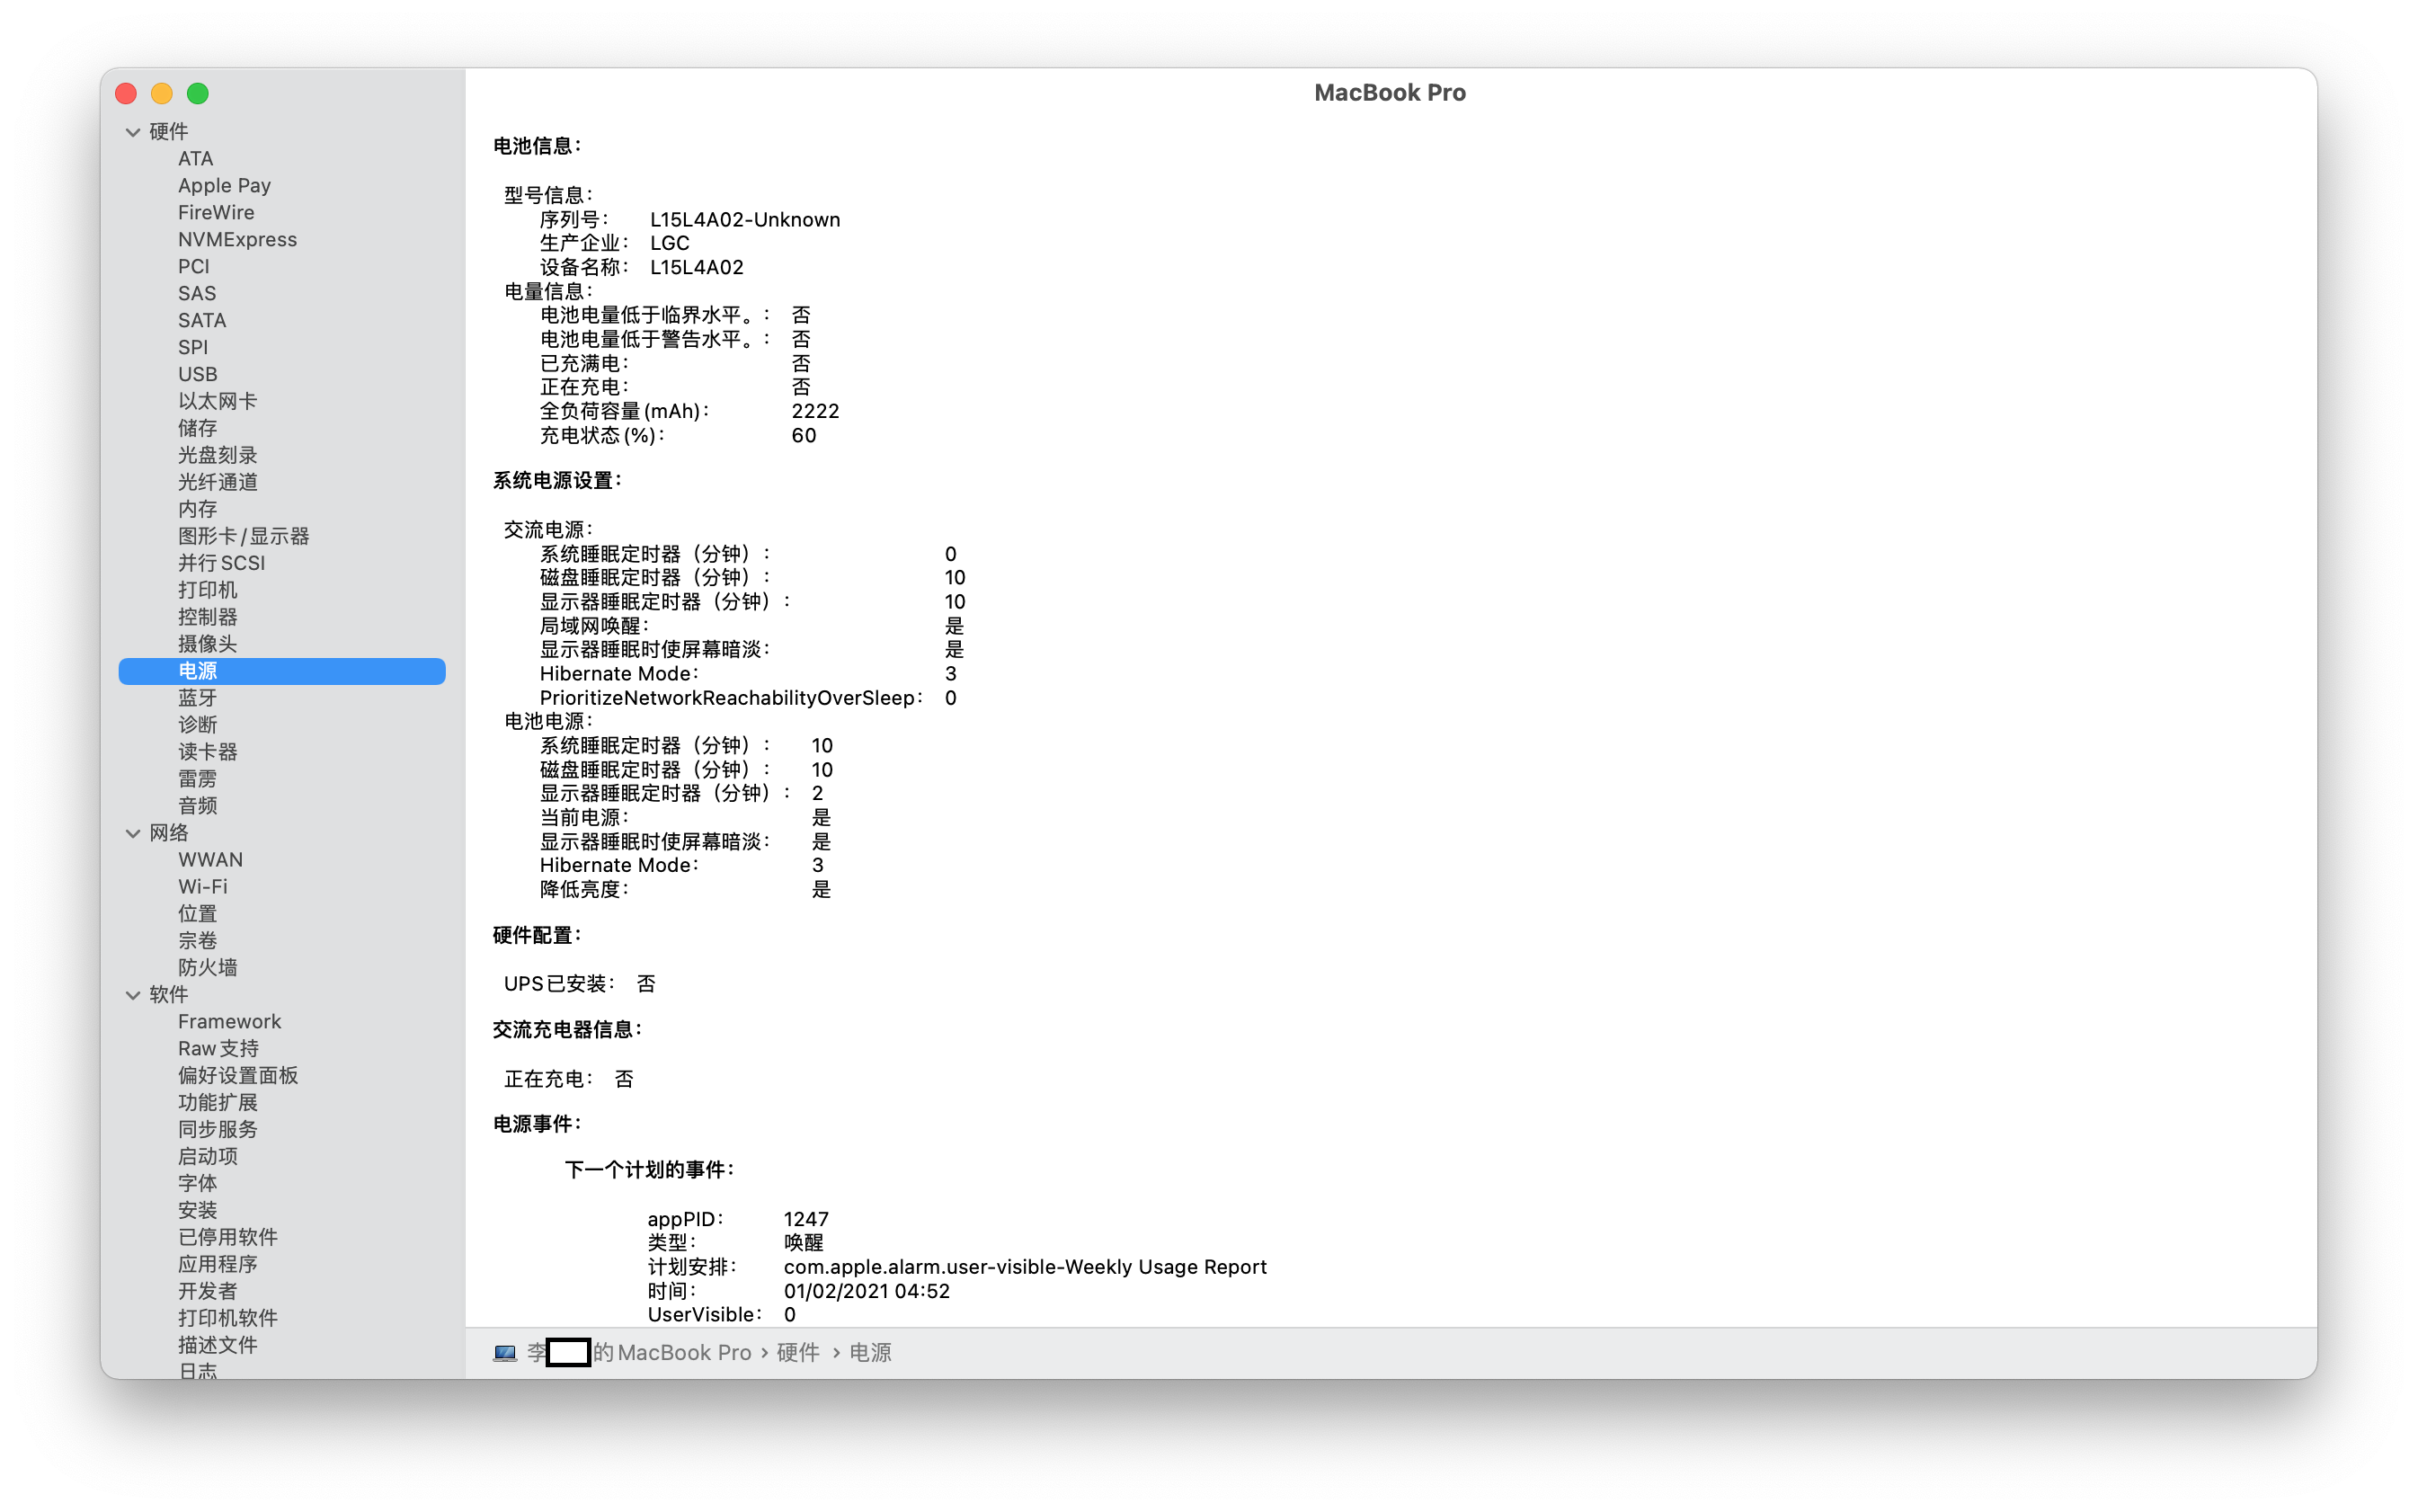 MacBook Pro
硬件
ATA
Apple Pay
FireWire
NVMExpress
PCI
SAS
SATA
SPI
USB
以太网卡
储存
光盘刻录
光纤通道
内存
图形卡/显示器
并行SCSI
打印机
控制器
摄像头
电源
蓝牙
诊断
读卡器
雷雳
音频
网络
WWAN
Wi-Fi
位置
宗卷
防火墙
软件
Framework
Raw支持
偏好设置面板
功能扩展
同步服务
启动项
字体
安装
已停用软件
应用程序
开发者
打印机软件
描述文件
日志
电池信息:
型号信息:
序列号: L15L4A02-Unknown
生产企业: LGC
设备名称: L15L4A02
电量信息:
电池电量低于临界水平。: 否
电池电量低于警告水平。: 否
已充满电: 否
正在充电: 否
全负荷容量(mAh): 2222
充电状态(%): 60
系统电源设置:
交流电源:
系统睡眠定时器（分钟）: 0
磁盘睡眠定时器（分钟）: 10
显示器睡眠定时器（分钟）: 10
局域网唤醒: 是
显示器睡眠时使屏幕暗淡: 是
Hibernate Mode: 3
PrioritizeNetworkReachabilityOverSleep: 0
电池电源:
系统睡眠定时器（分钟）: 10
磁盘睡眠定时器（分钟）: 10
显示器睡眠定时器（分钟）: 2
当前电源: 是
显示器睡眠时使屏幕暗淡: 是
Hibernate Mode: 3
降低亮度: 是
硬件配置:
UPS已安装: 否
交流充电器信息:
正在充电: 否
电源事件:
下一个计划的事件:
appPID: 1247
类型: 唤醒
计划安排: com.apple.alarm.user-visible-Weekly Usage Report
时间: 01/02/2021 04:52
UserVisible: 0
李 的MacBook Pro › 硬件 › 电源